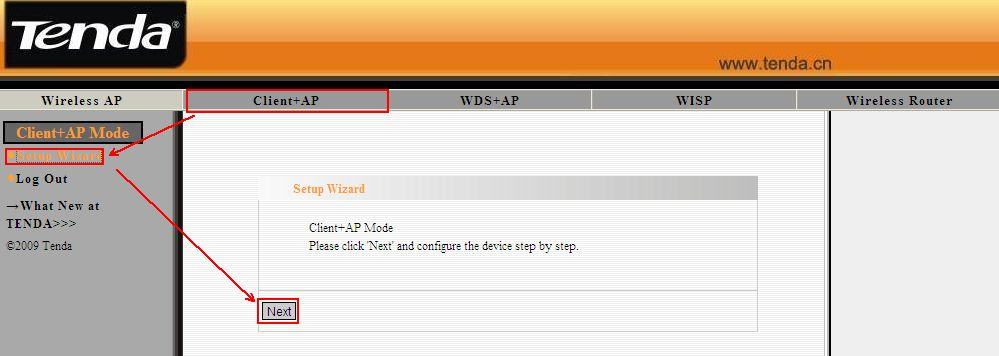 Tenda®
www.tenda.cn
Wireless AP
Client+AP
WDS+AP
WISP
Wireless Router
Client+AP Mode
Setup Wizard
Log Out
→What New at
TENDA>>>
©2009 Tenda
Setup Wizard
Client+AP Mode
Please click 'Next' and configure the device step by step.
Next